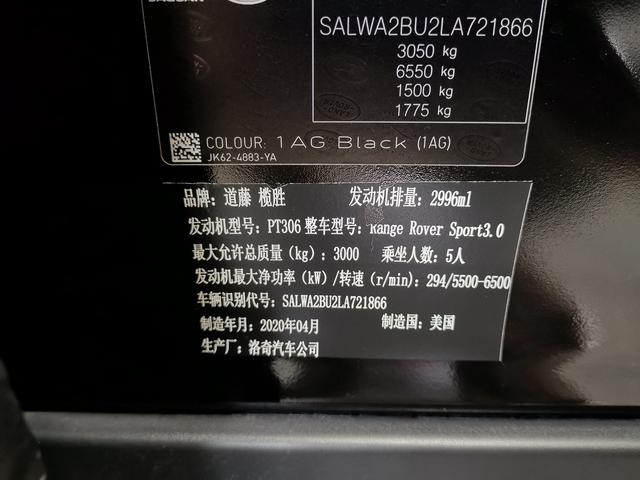 JAGUAR
SALWA2BU2LA721866
3050 kg
6550 kg
1500 kg
1775 kg
COLOUR: 1AG Black (1AG)
JK62-4883-YA
品牌：道藤 榄胜 发动机排量：2996ml
发动机型号：PT306 整车型号：Range Rover Sport3.0
最大允许总质量（kg）：3000 乘坐人数：5人
发动机最大净功率（kW）/转速（r/min）：294/5500-6500
车辆识别代号：SALWA2BU2LA721866
制造年月：2020年04月 制造国：美国
生产厂：洛奇汽车公司